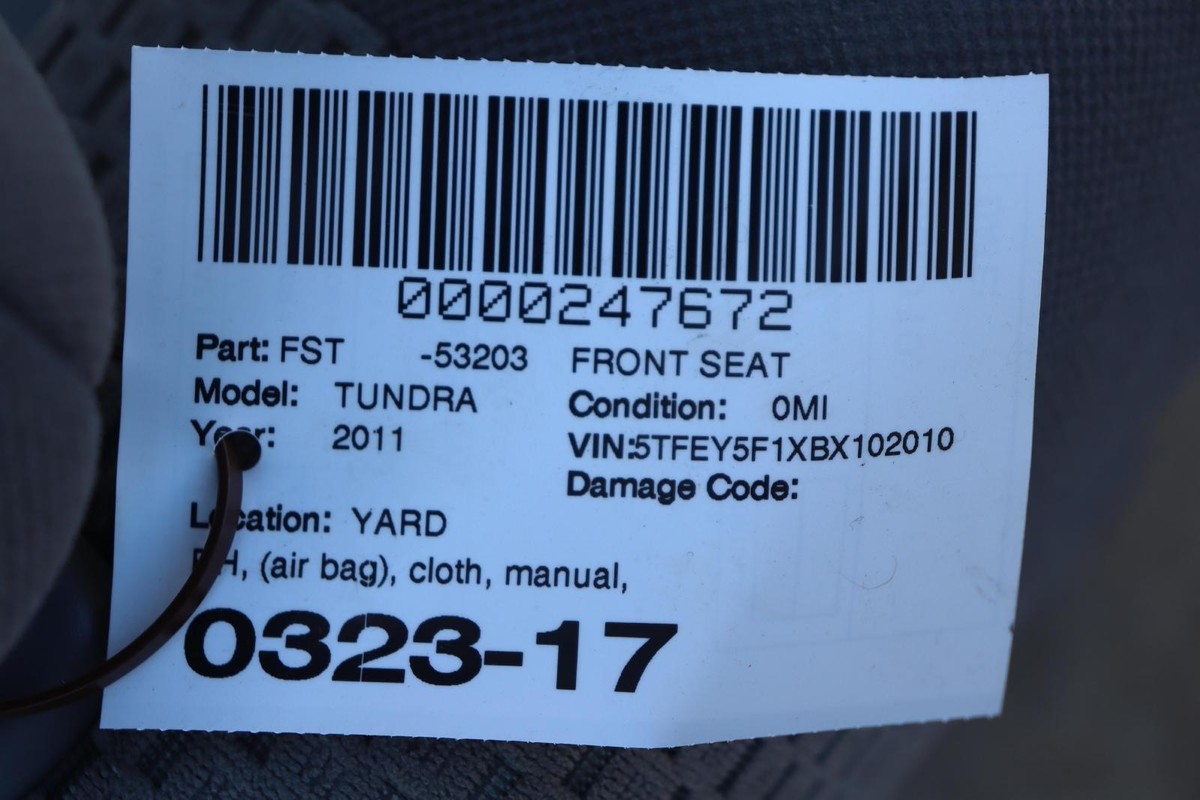 0000247672
Part: FST -53203 FRONT SEAT
Model: TUNDRA Condition: 0MI
Year: 2011 VIN:5TFEY5F1XBX102010
Damage Code:
Location: YARD
RH, (air bag), cloth, manual,
0323-17